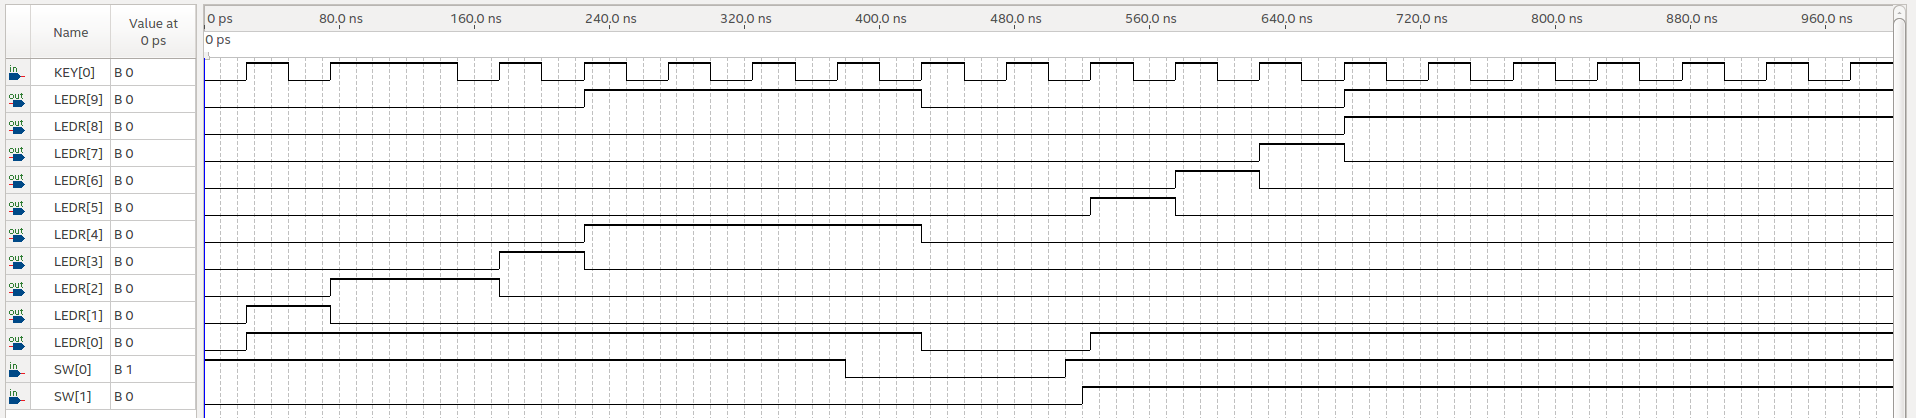 Name Value at 0 ps
0 ps 80.0 ns 160.0 ns 240.0 ns 320.0 ns 400.0 ns 480.0 ns 560.0 ns 640.0 ns 720.0 ns 800.0 ns 880.0 ns 960.0 ns
0 ps
in KEY[0] B 0
out LEDR[9] B 0
out LEDR[8] B 0
out LEDR[7] B 0
out LEDR[6] B 0
out LEDR[5] B 0
out LEDR[4] B 0
out LEDR[3] B 0
out LEDR[2] B 0
out LEDR[1] B 0
out LEDR[0] B 0
in SW[0] B 1
in SW[1] B 0